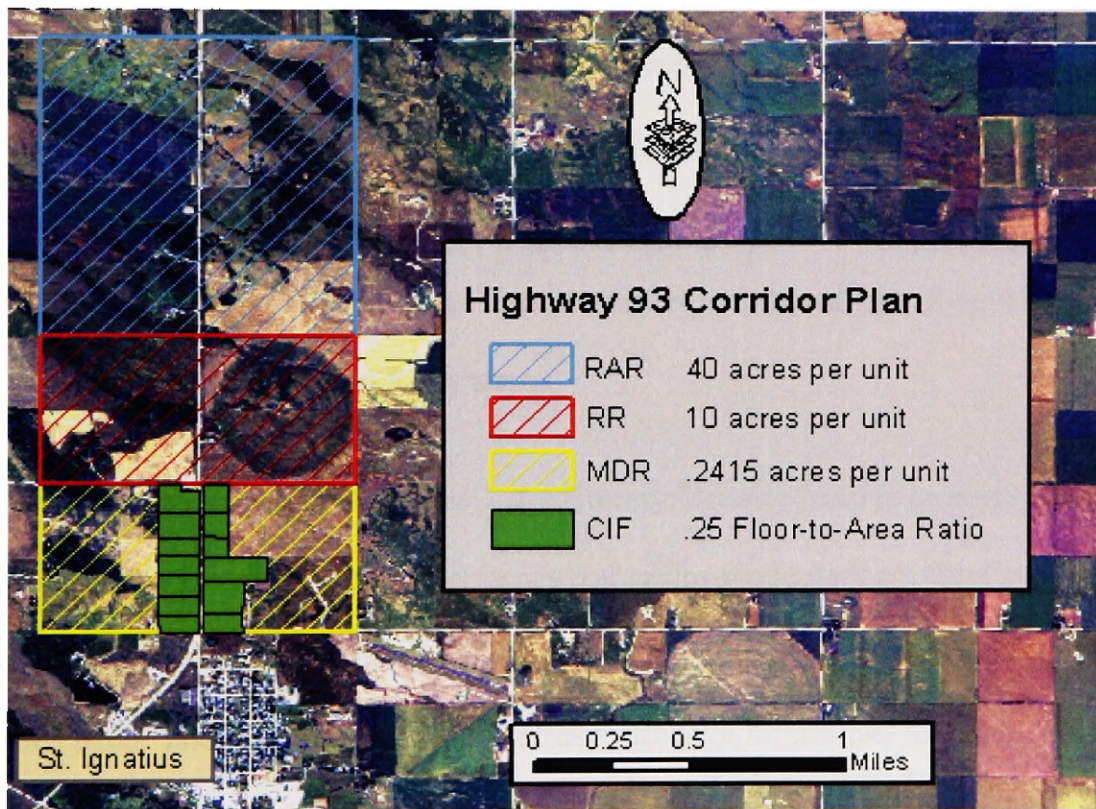 N
Highway 93 Corridor Plan
RAR 40 acres per unit
RR 10 acres per unit
MDR .2415 acres per unit
CIF .25 Floor-to-Area Ratio
St. Ignatius
0 0.25 0.5 1
Miles